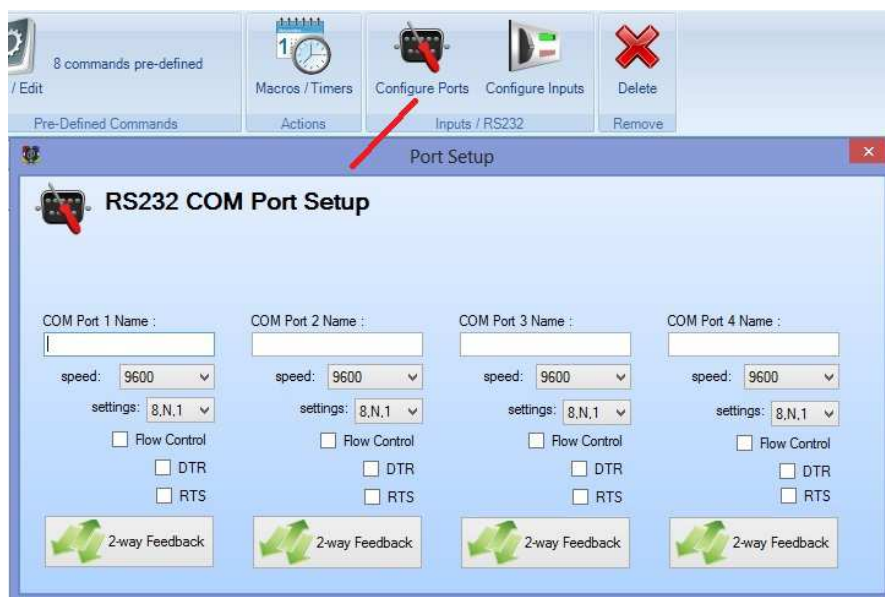 8 commands pre-defined
/ Edit
Macros / Timers
Configure Ports
Configure Inputs
Delete
Pre-Defined Commands
Actions
Inputs / RS232
Remove
Port Setup
RS232 COM Port Setup
COM Port 1 Name :
COM Port 2 Name :
COM Port 3 Name :
COM Port 4 Name :
speed: 9600
speed: 9600
speed: 9600
speed: 9600
settings: 8,N,1
settings: 8,N,1
settings: 8,N,1
settings: 8,N,1
Flow Control
Flow Control
Flow Control
Flow Control
DTR
DTR
DTR
DTR
RTS
RTS
RTS
RTS
2-way Feedback
2-way Feedback
2-way Feedback
2-way Feedback